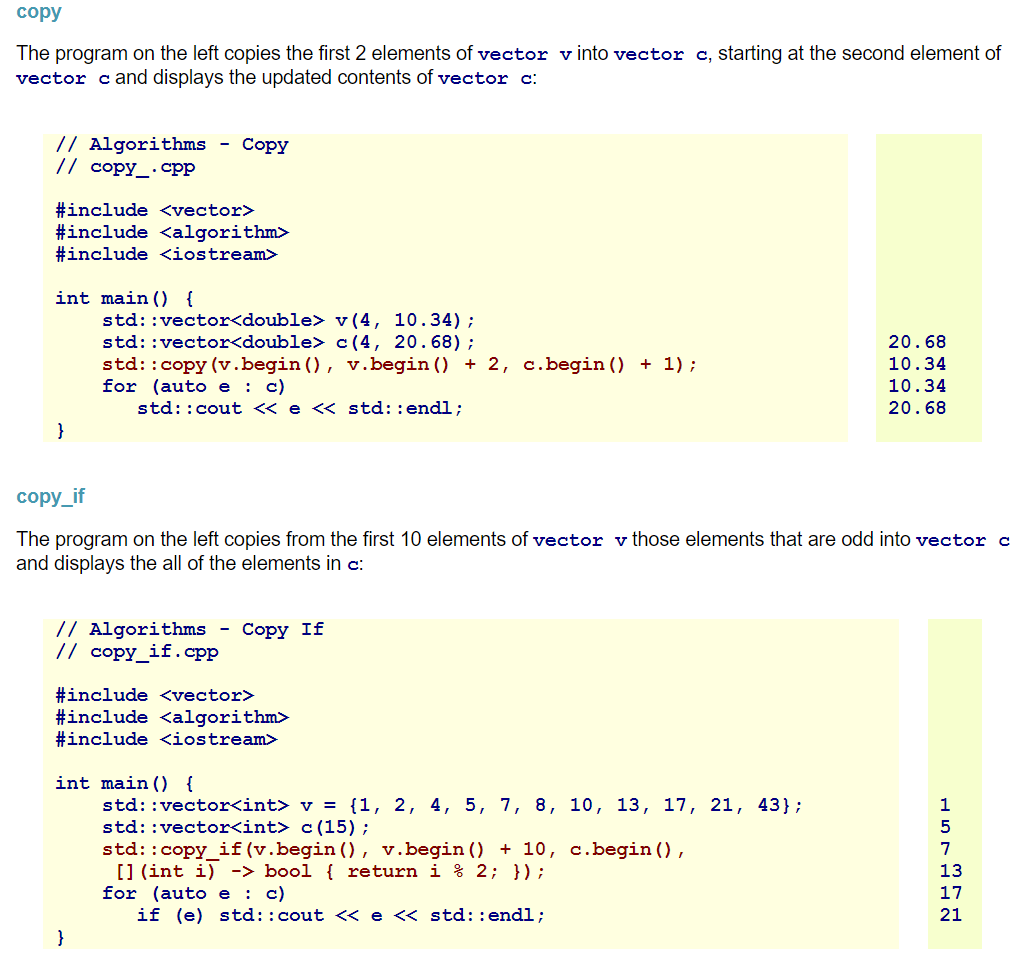 copy
The program on the left copies the first 2 elements of vector v into vector c, starting at the second element of
vector c and displays the updated contents of vector c:
// Algorithms - Copy
// copy_.cpp
#include <vector>
#include <algorithm>
#include <iostream>
int main() {
    std::vector<double> v(4, 10.34);
    std::vector<double> c(4, 20.68);
    std::copy(v.begin(), v.begin() + 2, c.begin() + 1);
    for (auto e : c)
       std::cout << e << std::endl;
}
20.68
10.34
10.34
20.68
copy_if
The program on the left copies from the first 10 elements of vector v those elements that are odd into vector c
and displays the all of the elements in c:
// Algorithms - Copy If
// copy_if.cpp
#include <vector>
#include <algorithm>
#include <iostream>
int main() {
    std::vector<int> v = {1, 2, 4, 5, 7, 8, 10, 13, 17, 21, 43};
    std::vector<int> c(15);
    std::copy_if(v.begin(), v.begin() + 10, c.begin(),
     [](int i) -> bool { return i % 2; });
    for (auto e : c)
       if (e) std::cout << e << std::endl;
}
1
5
7
13
17
21